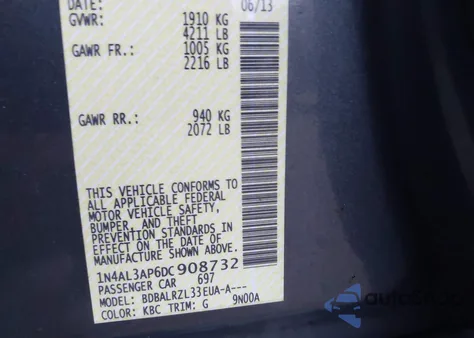 DATE: 06/13
GVWR: 1910 KG
4211 LB
GAWR FR.: 1005 KG
2216 LB
GAWR RR.: 940 KG
2072 LB
THIS VEHICLE CONFORMS TO
ALL APPLICABLE FEDERAL
MOTOR VEHICLE SAFETY,
BUMPER, AND THEFT
PREVENTION STANDARDS IN
EFFECT ON THE DATE OF
MANUFACTURE SHOWN ABOVE.
1N4AL3AP6DC908732
PASSENGER CAR 697
MODEL: BDBALRZL33EUA-A---
COLOR: KBC TRIM: G 9N00A